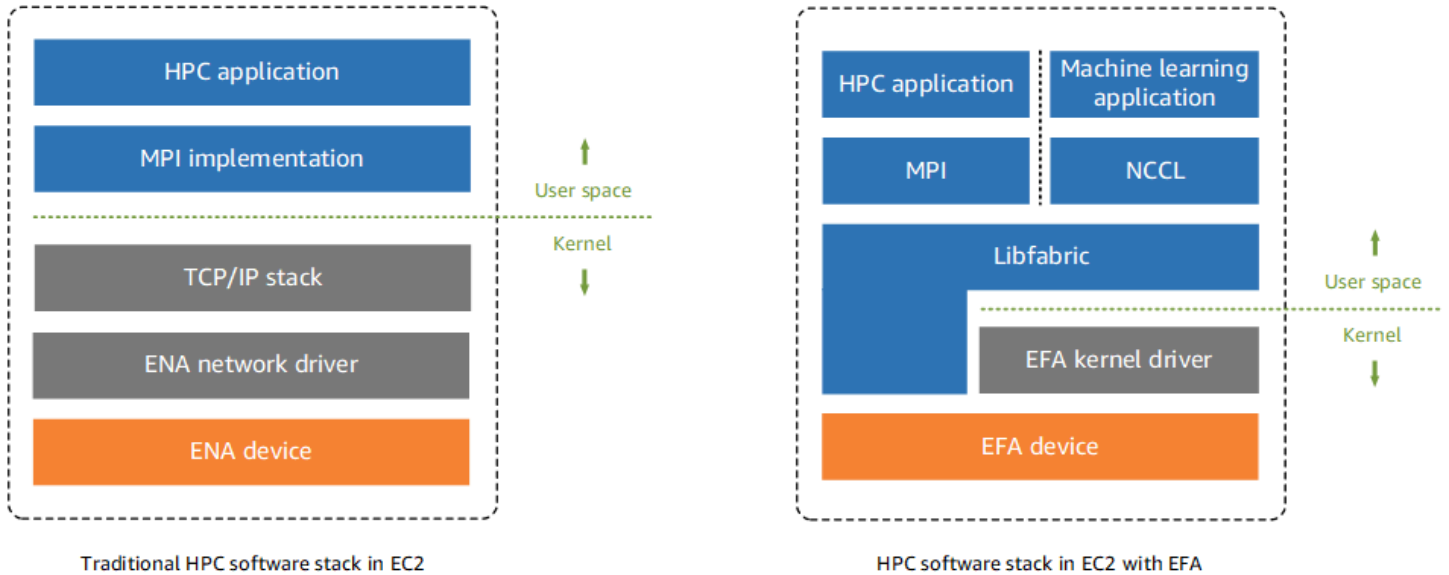 HPC application
MPI implementation
User space
Kernel
TCP/IP stack
ENA network driver
ENA device
Traditional HPC software stack in EC2
HPC application
Machine learning
application
MPI
NCCL
Libfabric
User space
Kernel
EFA kernel driver
EFA device
HPC software stack in EC2 with EFA